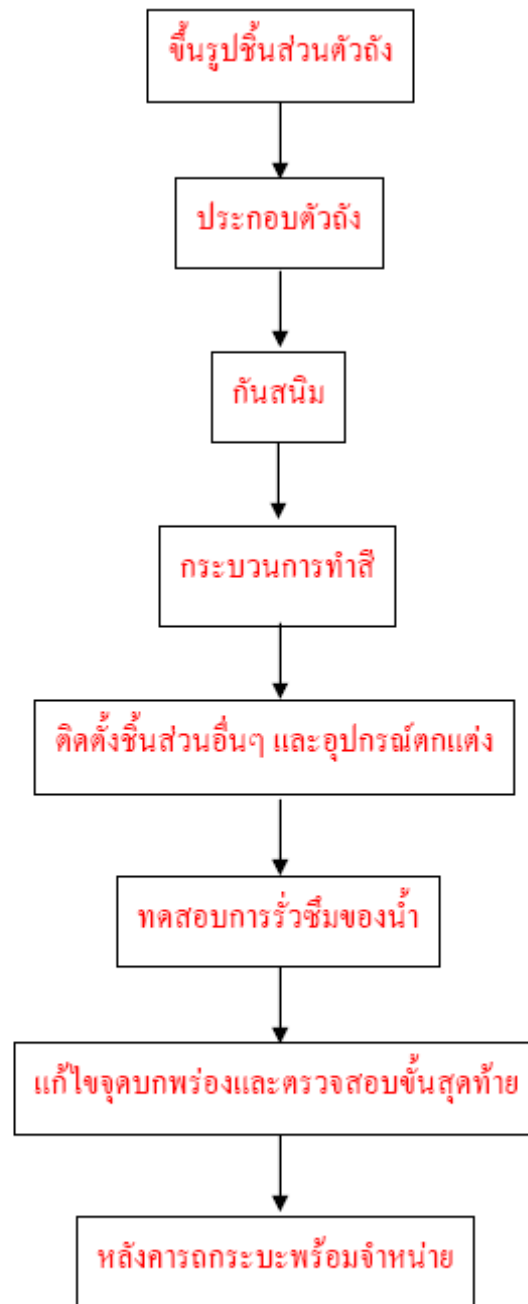 ขึ้นรูปชิ้นส่วนตัวถัง
ประกอบตัวถัง
กันสนิม
กระบวนการทำสี
ติดตั้งชิ้นส่วนอื่นๆ และอุปกรณ์ตกแต่ง
ทดสอบการรั่วซึมของน้ำ
แก้ไขจุดบกพร่องและตรวจสอบขั้นสุดท้าย
หลังคารถกระบะพร้อมจำหน่าย